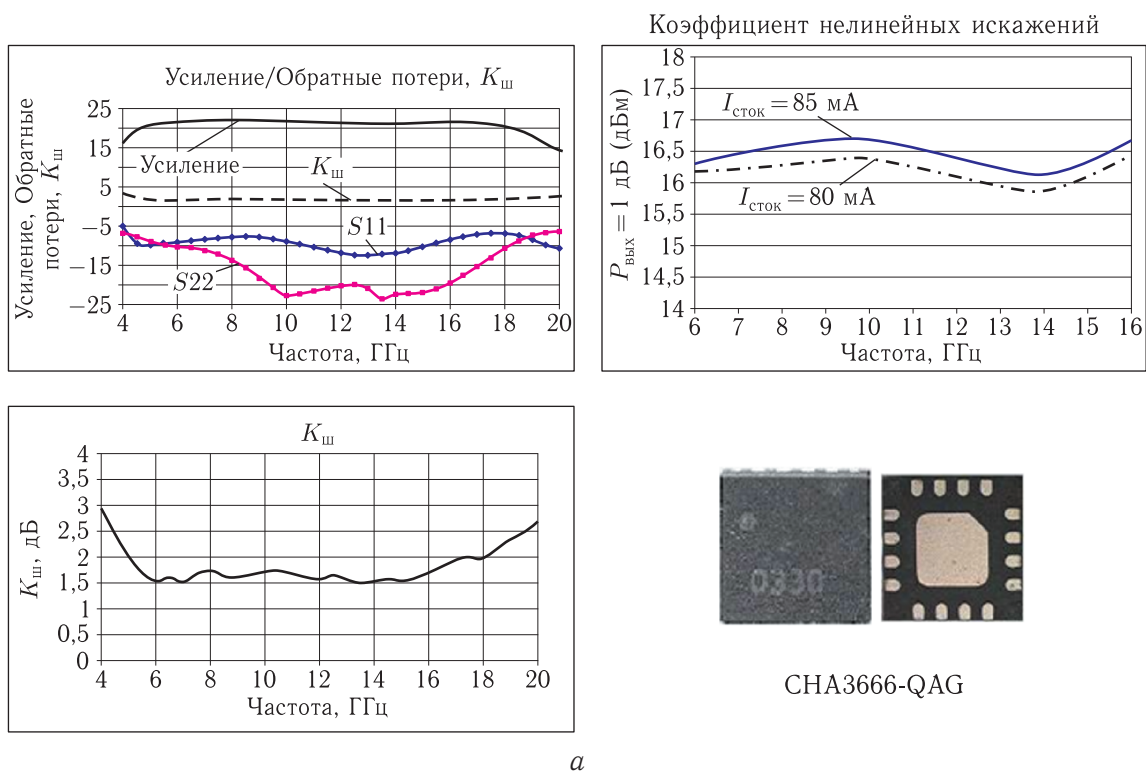 Коэффициент нелинейных искажений
Усиление/Обратные потери, Kш
Усиление, Обратные
потери, Kш
25
15
5
−5
−15
−25
Усиление
Kш
S11
S22
4 6 8 10 12 14 16 18 20
Частота, ГГц
Pвых = 1 дБ (дБм)
18
17,5
17
16,5
16
15,5
15
14,5
14
Iсток = 85 мА
Iсток = 80 мА
6 7 8 9 10 11 12 13 14 15 16
Частота, ГГц
Kш
Kш, дБ
4
3,5
3
2,5
2
1,5
1
0,5
0
4 6 8 10 12 14 16 18 20
Частота, ГГц
0330
CHA3666-QAG
а